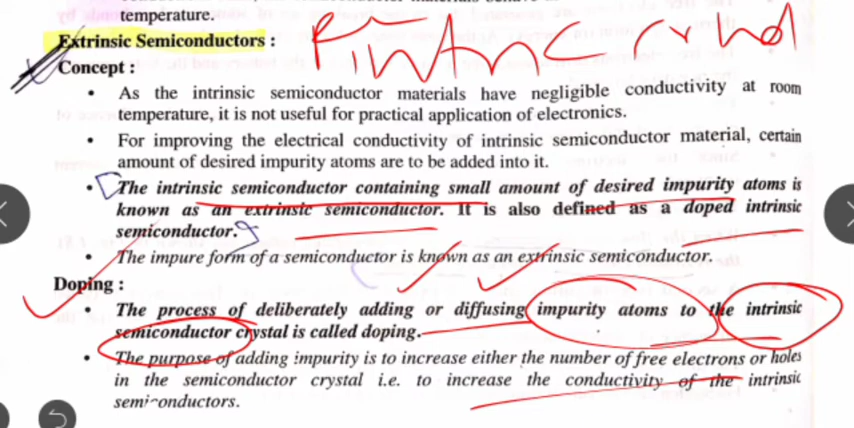 temperature.
Extrinsic Semiconductors :
Concept :
• As the intrinsic semiconductor materials have negligible conductivity at room
temperature, it is not useful for practical application of electronics.
• For improving the electrical conductivity of intrinsic semiconductor material, certain
amount of desired impurity atoms are to be added into it.
• The intrinsic semiconductor containing small amount of desired impurity atoms is
known as an extrinsic semiconductor. It is also defined as a doped intrinsic
semiconductor.
• The impure form of a semiconductor is known as an extrinsic semiconductor.
Doping :
• The process of deliberately adding or diffusing impurity atoms to the intrinsic
semiconductor crystal is called doping.
• The purpose of adding impurity is to increase either the number of free electrons or holes
in the semiconductor crystal i.e. to increase the conductivity of the intrinsic
semiconductors.